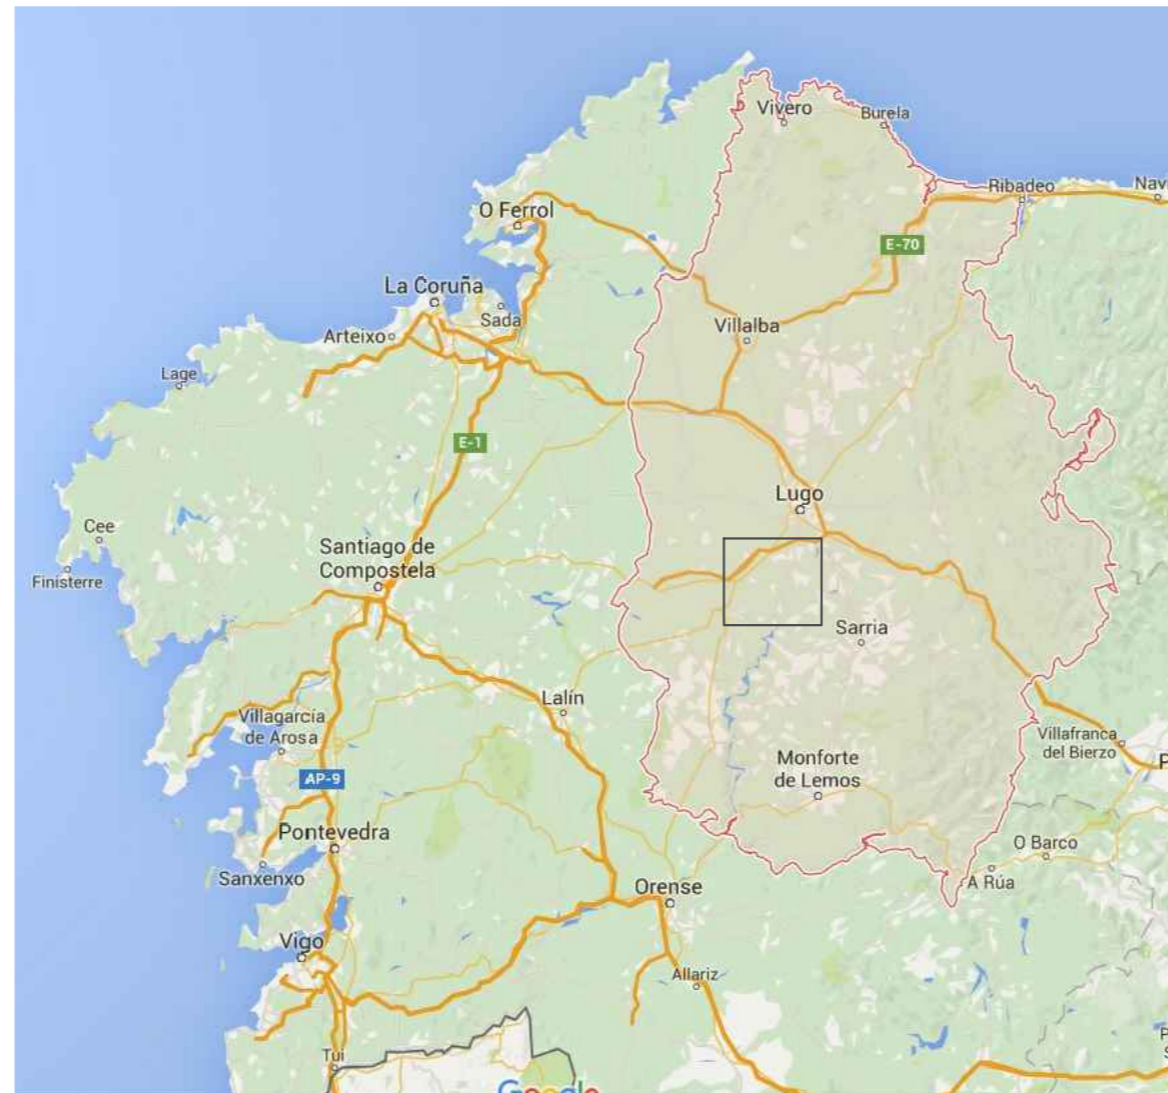 Vivero
Burela
Ribadeo
Navi
O Ferrol
E-70
La Coruña
Sada
Villalba
Arteixo
Lage
E-1
Lugo
Cee
Santiago de
Compostela
Finisterre
Sarria
Lalín
Villagarcía
de Arosa
Villafranca
del Bierzo
Monforte
de Lemos
P
AP-9
Pontevedra
O Barco
Sanxenxo
A Rúa
Orense
Vigo
Allariz
Tui
Google